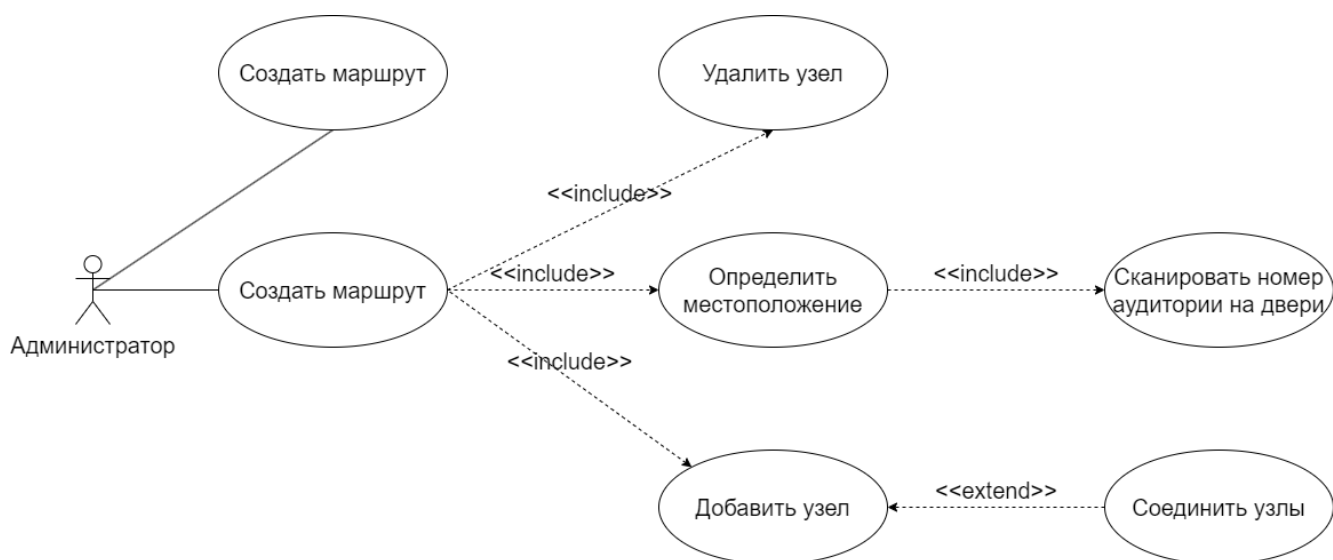 Создать маршрут
Удалить узел
<<include>>
<<include>>
<<include>>
Создать маршрут
Определить
местоположение
Сканировать номер
аудитории на двери
Администратор
<<include>>
<<extend>>
Добавить узел
Соединить узлы